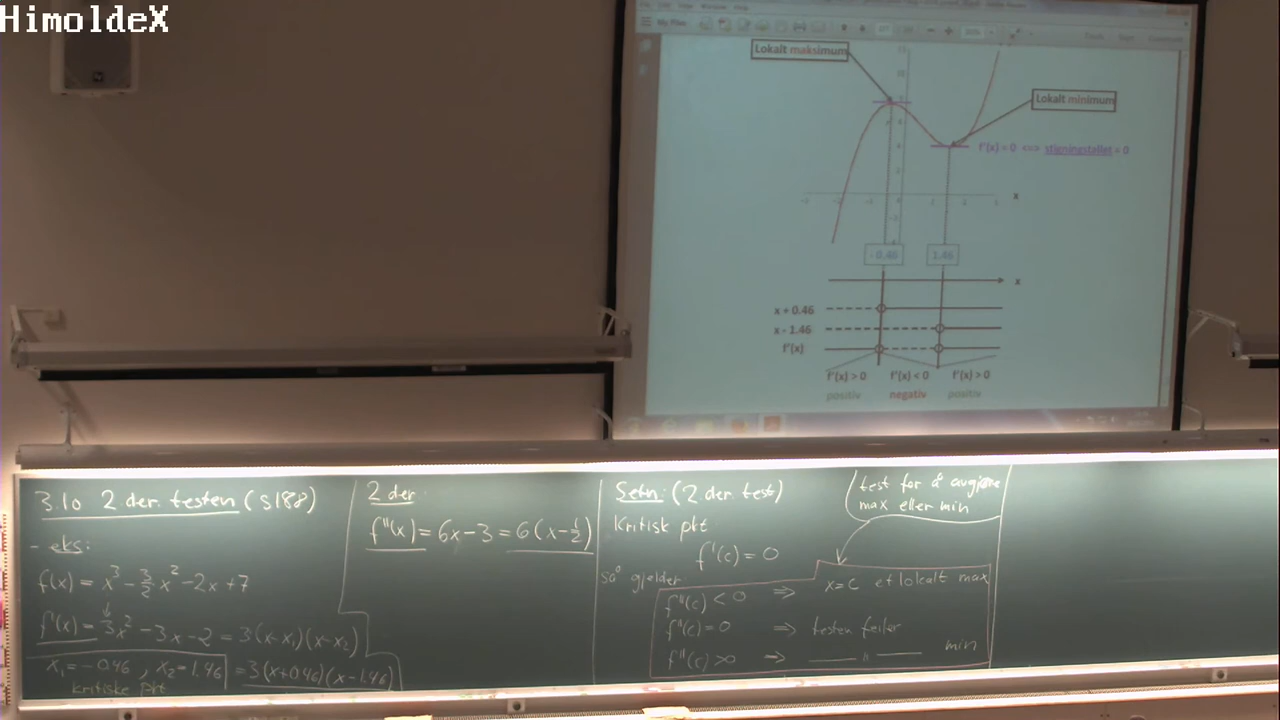 HimoldeX
My Files
Lokalt maksimum
Lokalt minimum
f'(x) = 0 <=> stigningstallet = 0
x
- 0.46
1.46
x
x + 0.46
x - 1.46
f'(x)
f'(x) > 0 f'(x) < 0 f'(x) > 0
positiv negativ positiv
3.10 2 der. testen (s188)
- eks:
f(x) = x³ - 3/2 x² - 2x + 7
f'(x) = 3x² - 3x - 2 = 3(x-x₁)(x-x₂)
x₁ = -0.46 , x₂ = 1.46 = 3(x+0.46)(x-1.46)
kritiske pkt
2 der:
f''(x) = 6x - 3 = 6(x - 1/2)
Setn: (2 der. test)
Kritisk pkt
f'(c) = 0
så gjelder
f''(c) < 0 => x = c et lokalt max
f''(c) = 0 => testen feiler
f''(c) > 0 => —— " —— min
test for å avgjøre
max eller min